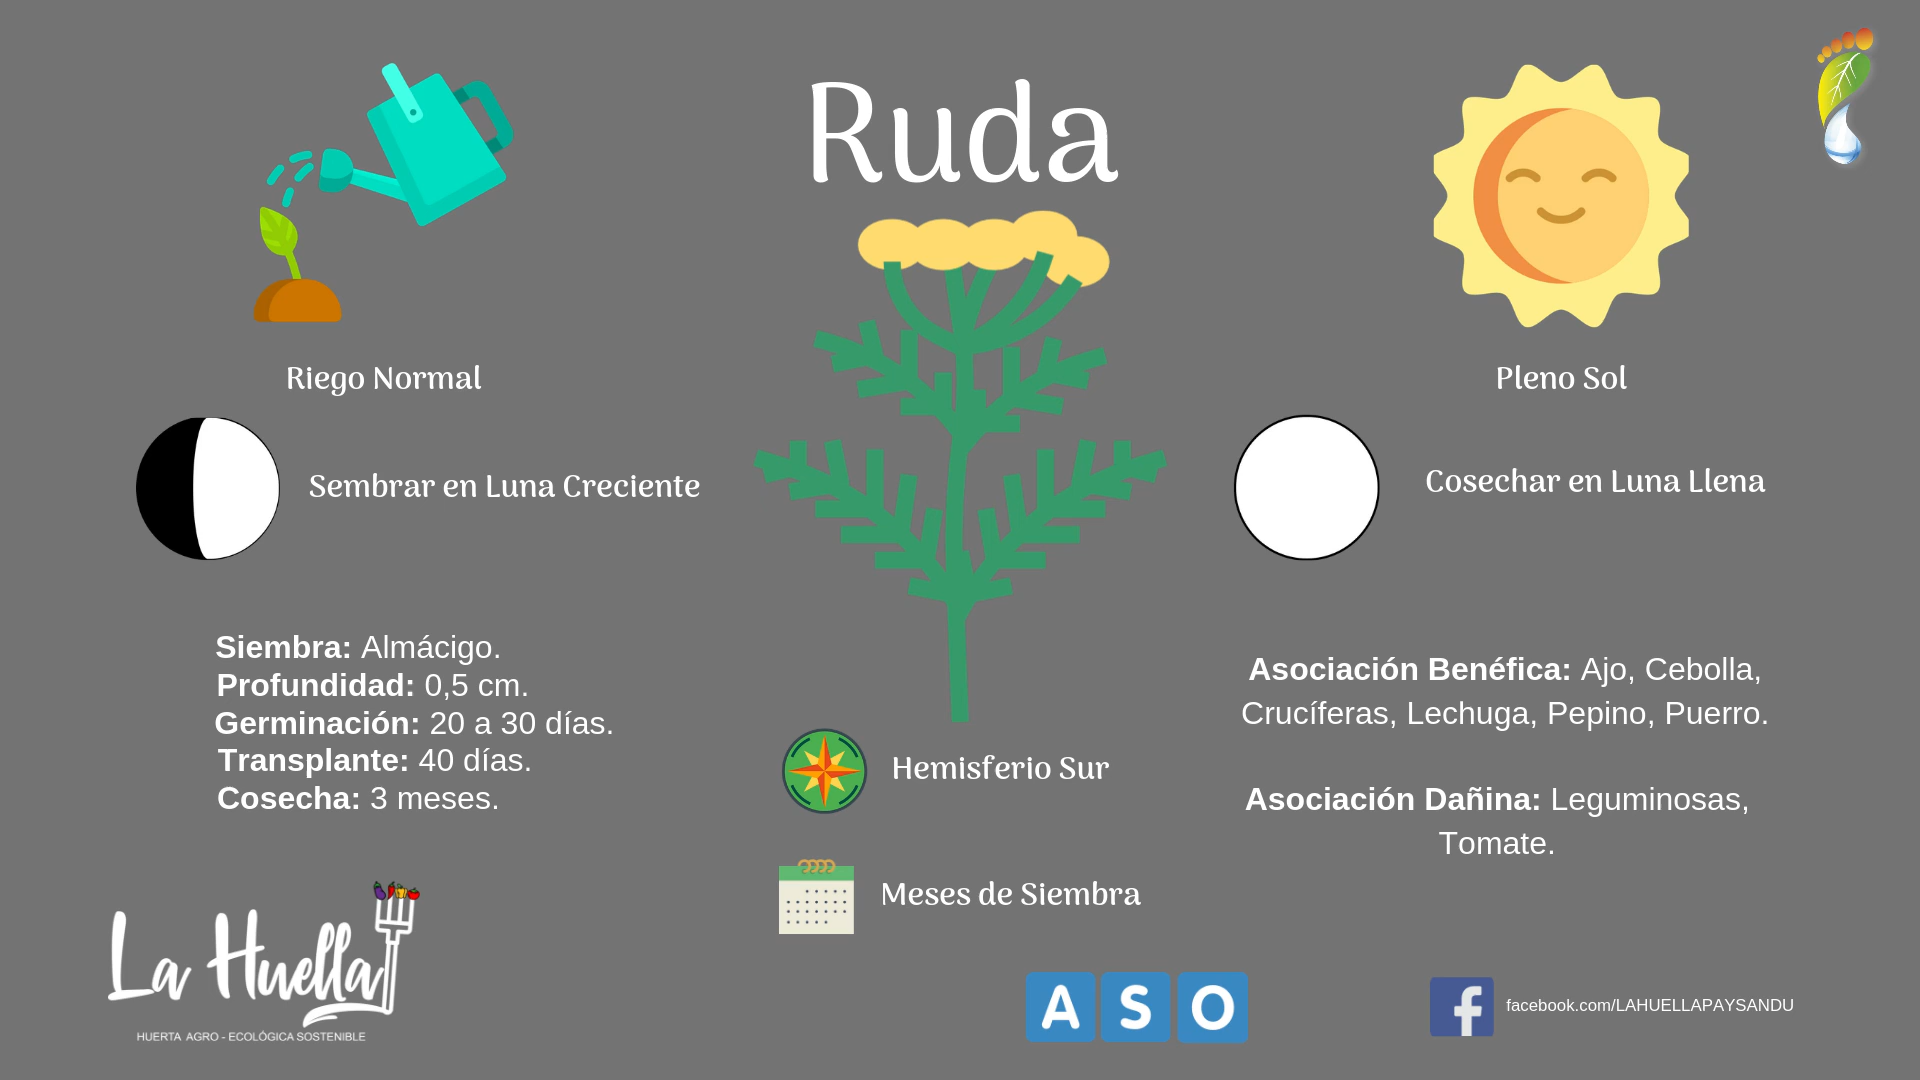 Ruda
Riego Normal
Pleno Sol
Sembrar en Luna Creciente
Cosechar en Luna Llena
Siembra: Almácigo.
Profundidad: 0,5 cm.
Germinación: 20 a 30 días.
Transplante: 40 días.
Cosecha: 3 meses.
Asociación Benéfica: Ajo, Cebolla,
Crucíferas, Lechuga, Pepino, Puerro.
Asociación Dañina: Leguminosas,
Tomate.
Hemisferio Sur
Meses de Siembra
A S O
La Huella
HUERTA AGRO - ECOLÓGICA SOSTENIBLE
facebook.com/LAHUELLAPAYSANDU